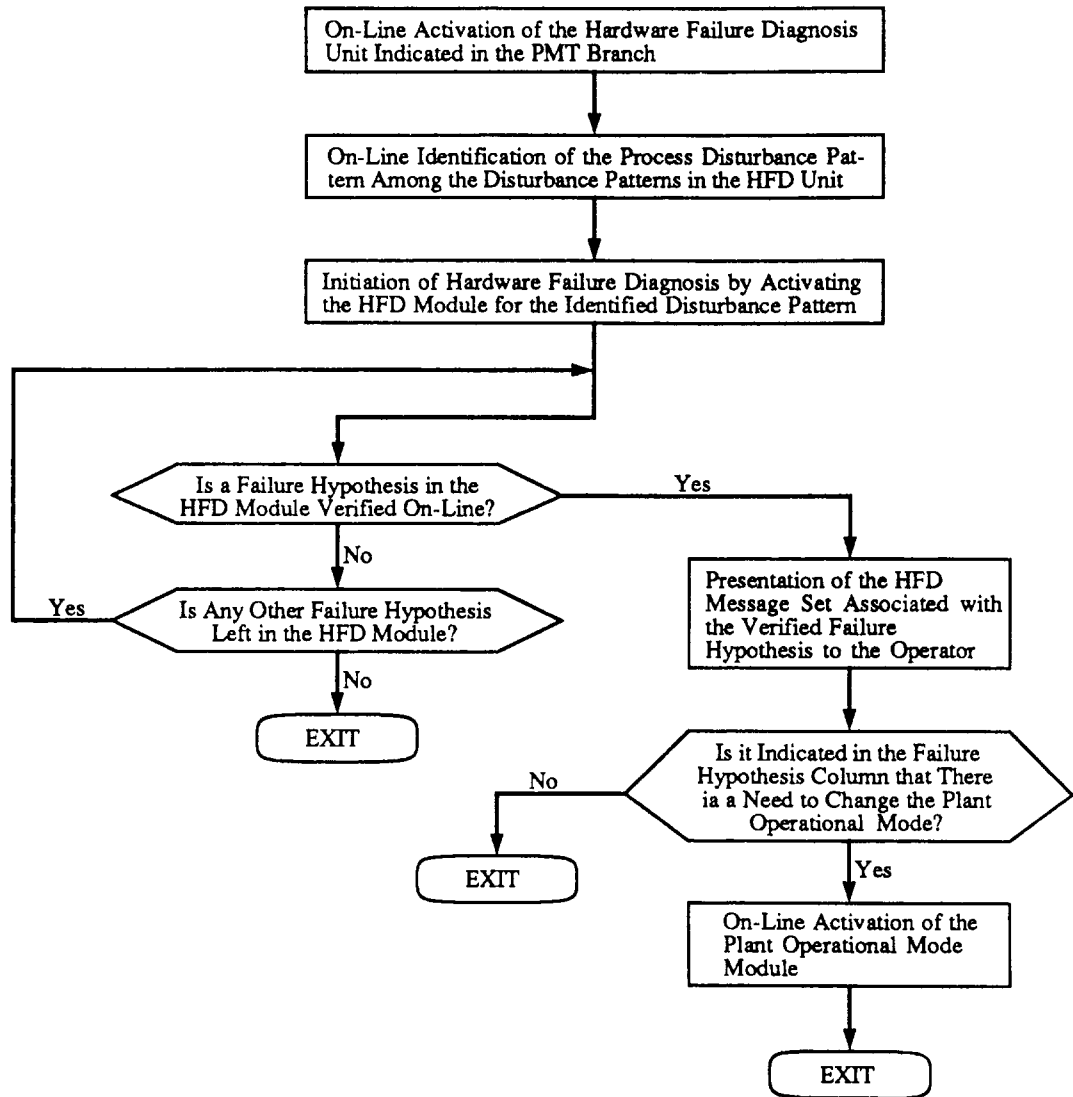 On-Line Activation of the Hardware Failure Diagnosis
Unit Indicated in the PMT Branch
On-Line Identification of the Process Disturbance Pat-
tern Among the Disturbance Patterns in the HFD Unit
Initiation of Hardware Failure Diagnosis by Activating
the HFD Module for the Identified Disturbance Pattern
Is a Failure Hypothesis in the
HFD Module Verified On-Line?
Yes
No
Is Any Other Failure Hypothesis
Left in the HFD Module?
Yes
No
EXIT
Presentation of the HFD
Message Set Associated with
the Verified Failure
Hypothesis to the Operator
Is it Indicated in the Failure
Hypothesis Column that There
ia a Need to Change the Plant
Operational Mode?
No
EXIT
Yes
On-Line Activation of the
Plant Operational Mode
Module
EXIT